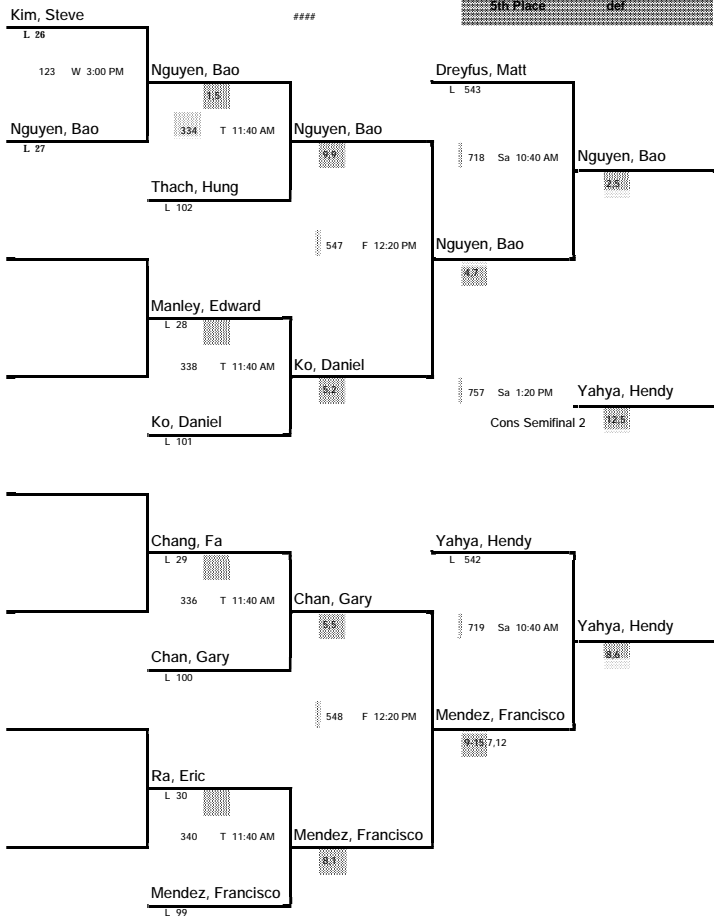 5th Place def
Kim, Steve
####
L 26
123 W 3:00 PM
Nguyen, Bao
Dreyfus, Matt
1,5
L 543
Nguyen, Bao
334 T 11:40 AM
Nguyen, Bao
L 27
9,9
718 Sa 10:40 AM
Nguyen, Bao
Thach, Hung
2,5
L 102
547 F 12:20 PM
Nguyen, Bao
4,7
Manley, Edward
L 28
338 T 11:40 AM
Ko, Daniel
5,2
757 Sa 1:20 PM
Yahya, Hendy
Ko, Daniel
Cons Semifinal 2
12,5
L 101
Chang, Fa
Yahya, Hendy
L 29
L 542
336 T 11:40 AM
Chan, Gary
5,5
719 Sa 10:40 AM
Yahya, Hendy
Chan, Gary
8,6
L 100
548 F 12:20 PM
Mendez, Francisco
9-15,7,12
Ra, Eric
L 30
340 T 11:40 AM
Mendez, Francisco
8,1
Mendez, Francisco
L 99